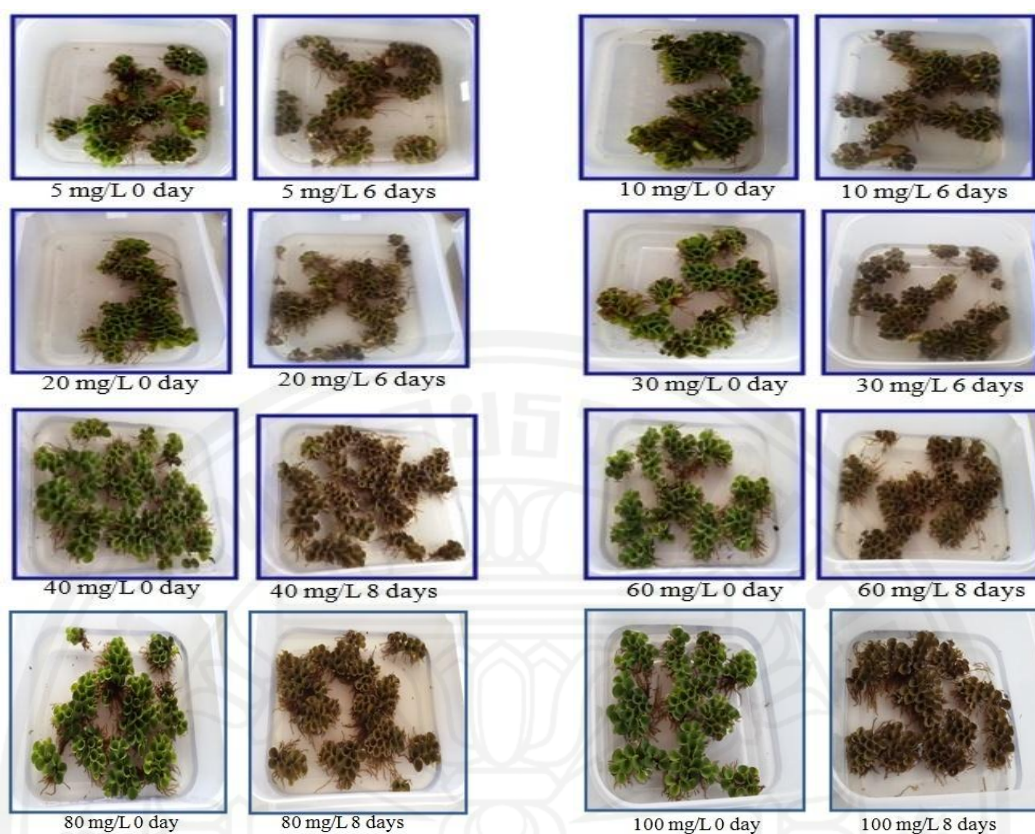 5 mg/L 0 day
5 mg/L 6 days
10 mg/L 0 day
10 mg/L 6 days
20 mg/L 0 day
20 mg/L 6 days
30 mg/L 0 day
30 mg/L 6 days
40 mg/L 0 day
40 mg/L 8 days
60 mg/L 0 day
60 mg/L 8 days
80 mg/L 0 day
80 mg/L 8 days
100 mg/L 0 day
100 mg/L 8 days